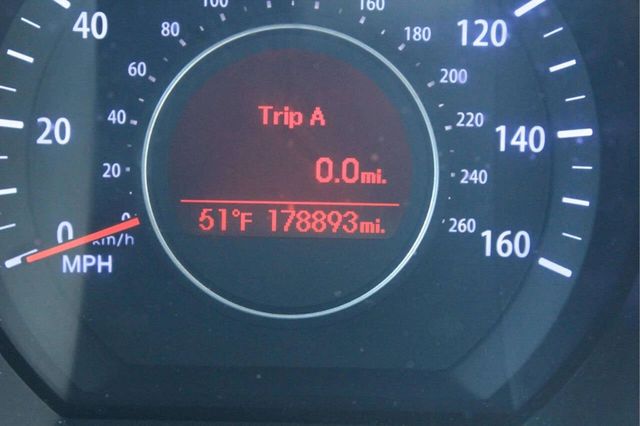 100 160
40 80 180 120
60 200
Trip A
20 40 220 140
0.0mi.
20 240
51°F 178893mi.
0 0 260 160
km/h
MPH